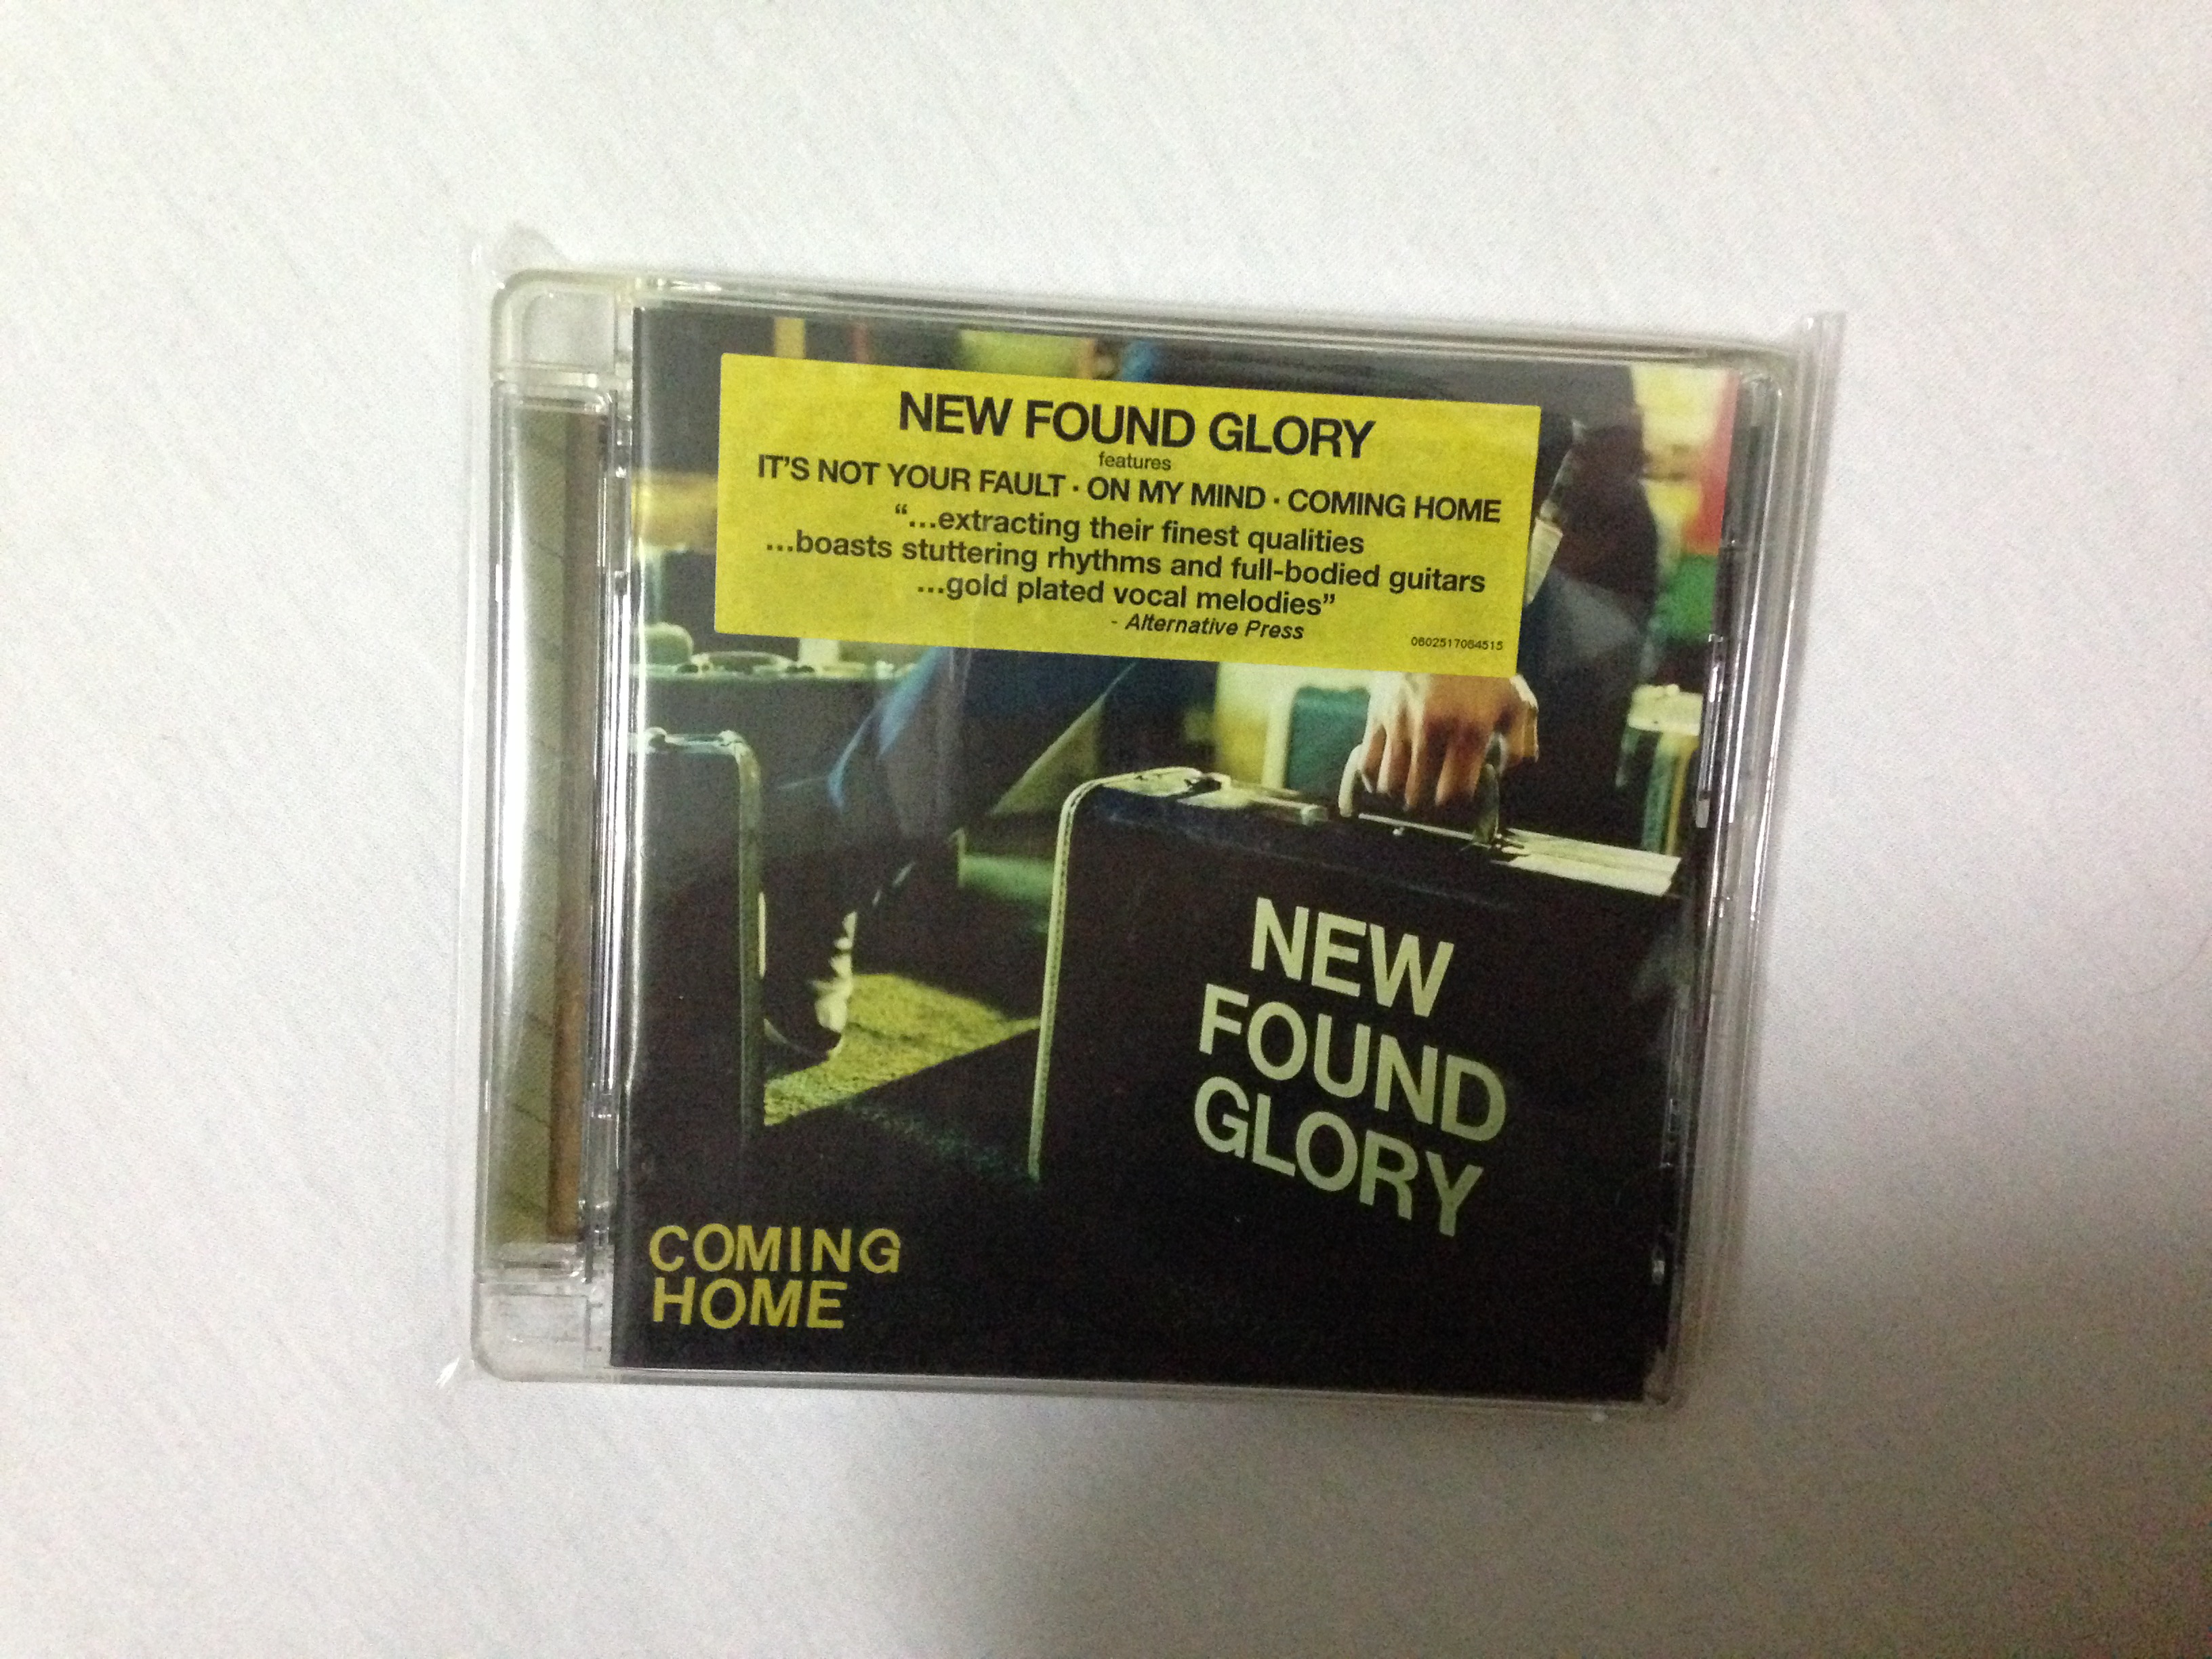 NEW FOUND GLORY
features
IT'S NOT YOUR FAULT · ON MY MIND · COMING HOME
“...extracting their finest qualities
...boasts stuttering rhythms and full-bodied guitars
...gold plated vocal melodies”
- Alternative Press
0602517064515
NEW
FOUND
GLORY
COMING
HOME